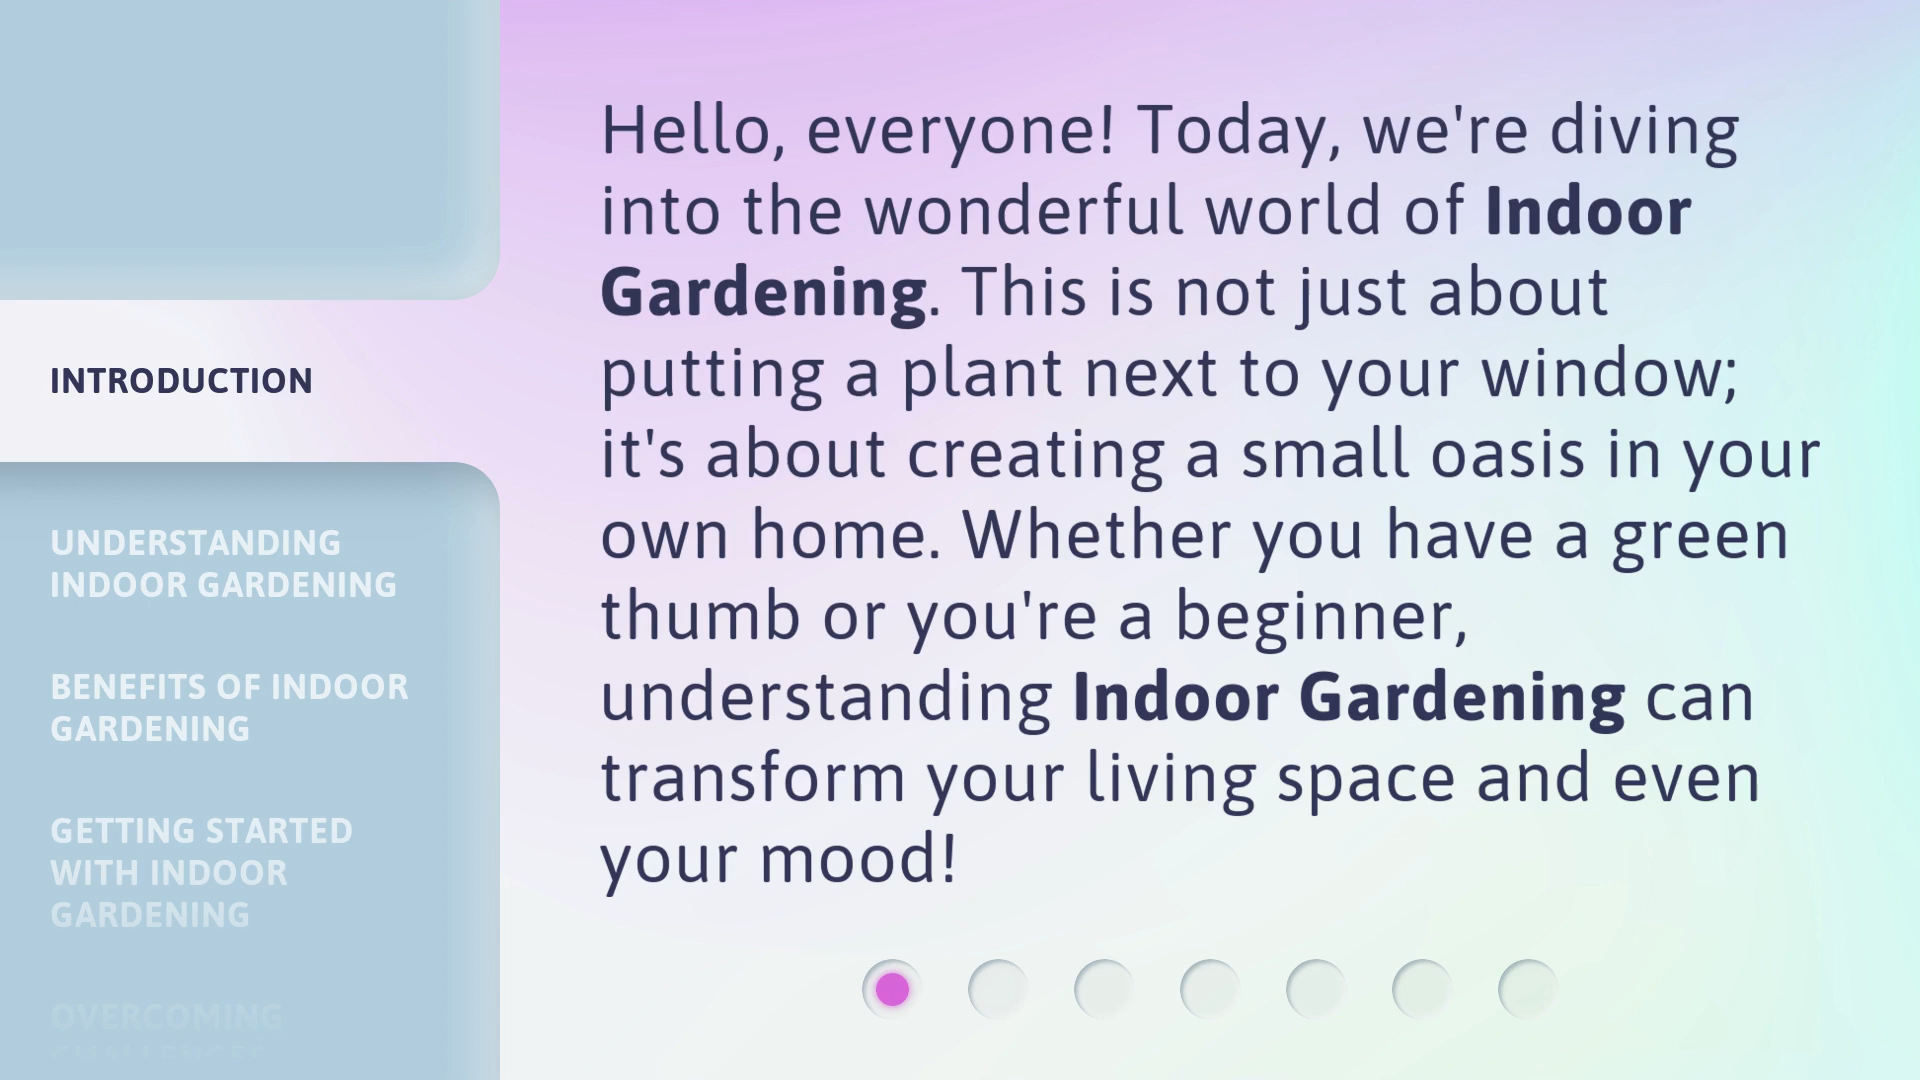 INTRODUCTION
UNDERSTANDING
INDOOR GARDENING
BENEFITS OF INDOOR
GARDENING
GETTING STARTED
WITH INDOOR
GARDENING
OVERCOMING
CHALLENGES
Hello, everyone! Today, we're diving
into the wonderful world of Indoor
Gardening. This is not just about
putting a plant next to your window;
it's about creating a small oasis in your
own home. Whether you have a green
thumb or you're a beginner,
understanding Indoor Gardening can
transform your living space and even
your mood!